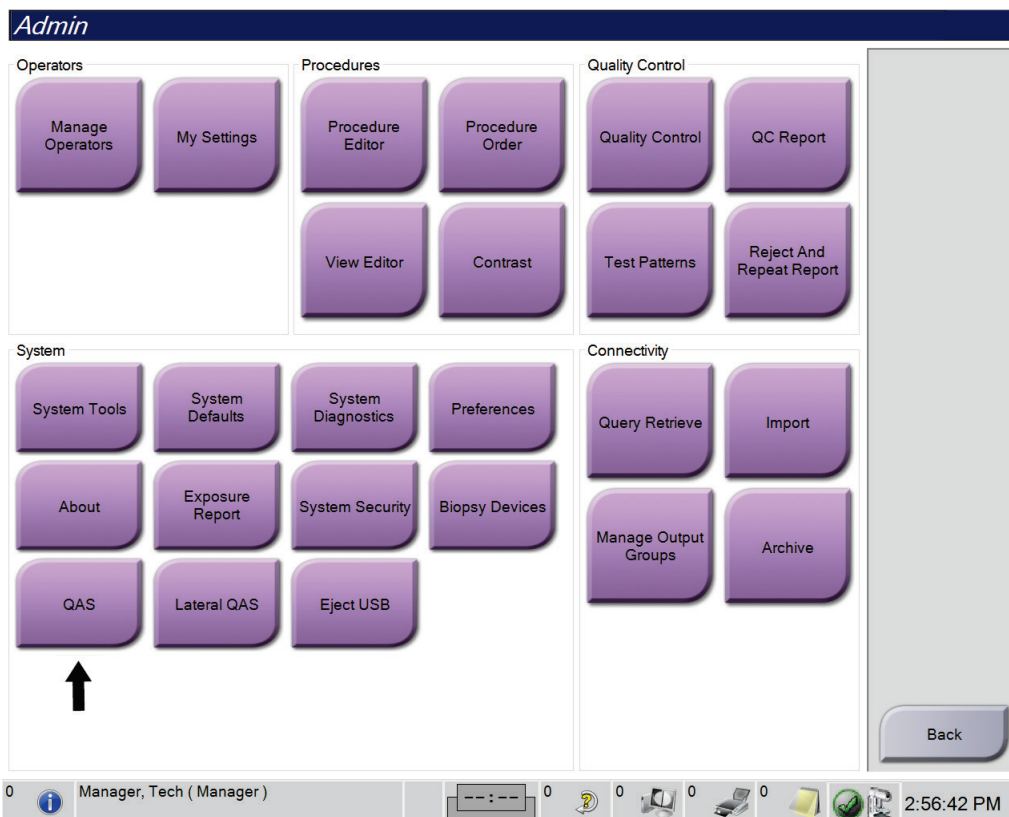 Admin
Operators
Manage
Operators
My Settings
Procedures
Procedure
Editor
Procedure
Order
View Editor
Contrast
Quality Control
Quality Control
QC Report
Test Patterns
Reject And
Repeat Report
System
System Tools
System
Defaults
System
Diagnostics
Preferences
About
Exposure
Report
System Security
Biopsy Devices
QAS
Lateral QAS
Eject USB
Connectivity
Query Retrieve
Import
Manage Output
Groups
Archive
Back
0 Manager, Tech ( Manager ) --:-- 0 0 0 0 2:56:42 PM